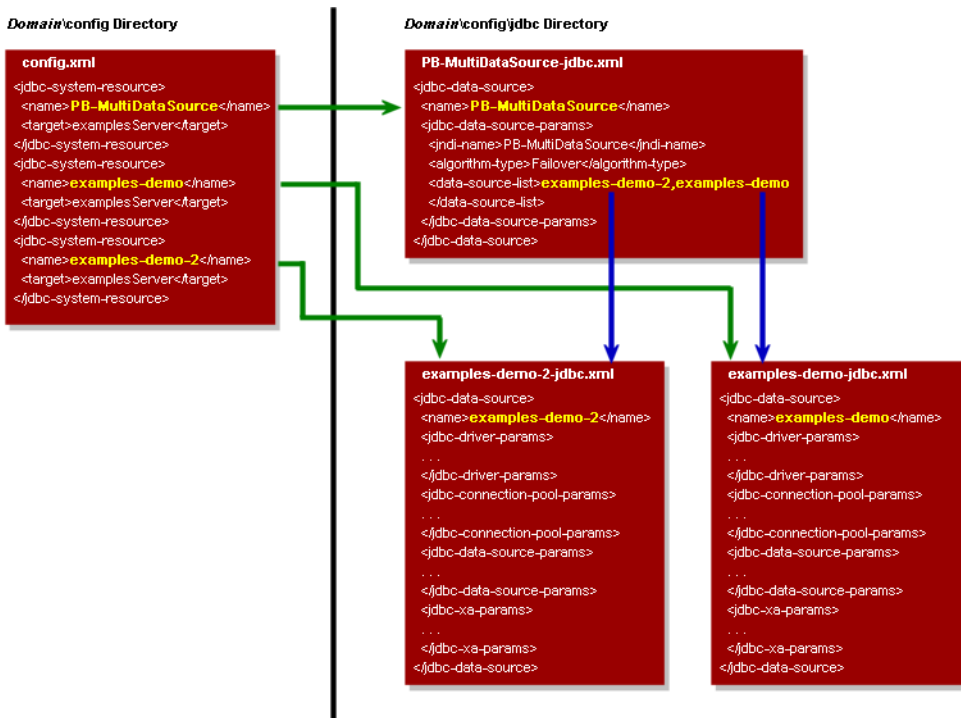 Domain\config Directory
config.xml
<jdbc-system-resource>
<name>PB-MultiDataSource</name>
<target>examplesServer</target>
</jdbc-system-resource>
<jdbc-system-resource>
<name>examples-demo</name>
<target>examplesServer</target>
</jdbc-system-resource>
<jdbc-system-resource>
<name>examples-demo-2</name>
<target>examplesServer</target>
</jdbc-system-resource>
Domain\config\jdbc Directory
PB-MultiDataSource-jdbc.xml
<jdbc-data-source>
<name>PB-MultiDataSource</name>
<jdbc-data-source-params>
<jndi-name>PB-MultiDataSource</jndi-name>
<algorithm-type>Failover</algorithm-type>
<data-source-list>examples-demo-2,examples-demo
</data-source-list>
</jdbc-data-source-params>
</jdbc-data-source>
examples-demo-2-jdbc.xml
<jdbc-data-source>
<name>examples-demo-2</name>
<jdbc-driver-params>
. . .
</jdbc-driver-params>
<jdbc-connection-pool-params>
. . .
</jdbc-connection-pool-params>
<jdbc-data-source-params>
. . .
</jdbc-data-source-params>
<jdbc-xa-params>
. . .
</jdbc-xa-params>
</jdbc-data-source>
examples-demo-jdbc.xml
<jdbc-data-source>
<name>examples-demo</name>
<jdbc-driver-params>
. . .
</jdbc-driver-params>
<jdbc-connection-pool-params>
. . .
</jdbc-connection-pool-params>
<jdbc-data-source-params>
. . .
</jdbc-data-source-params>
<jdbc-xa-params>
. . .
</jdbc-xa-params>
</jdbc-data-source>